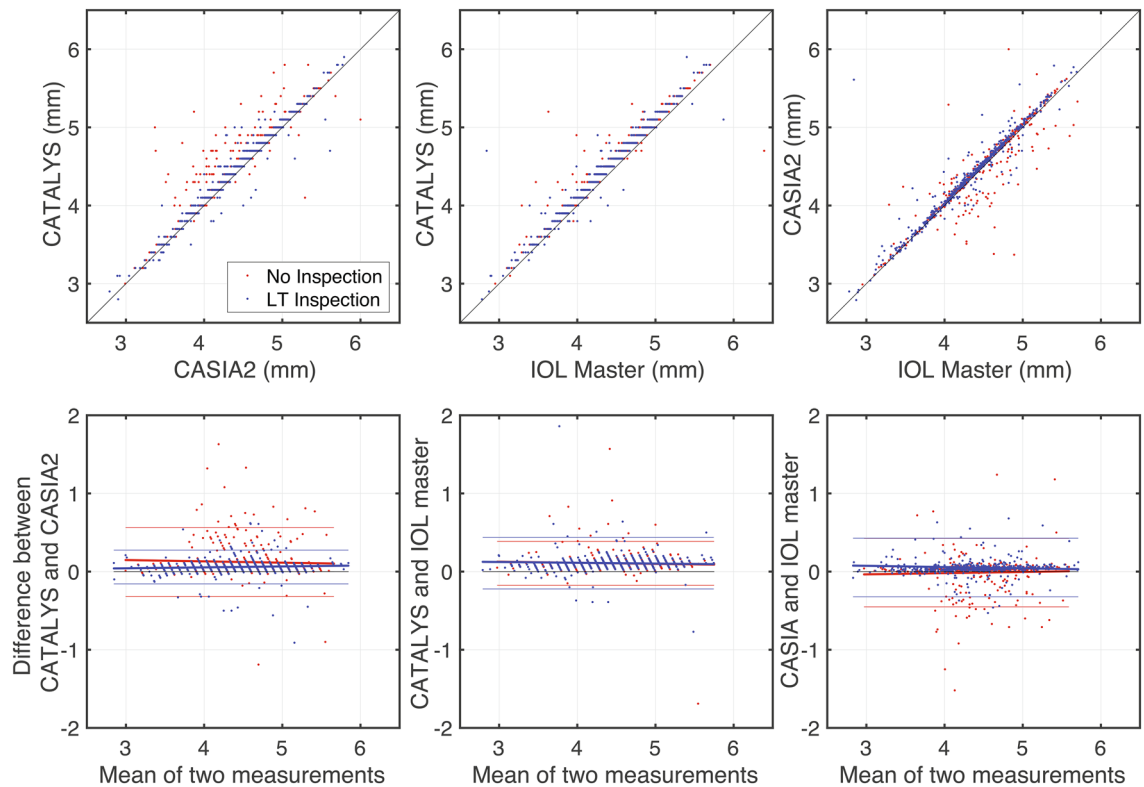 6
5
4
3
CATALYS (mm)
No Inspection
LT Inspection
3 4 5 6
CASIA2 (mm)
6
5
4
3
CATALYS (mm)
3 4 5 6
IOL Master (mm)
6
5
4
3
CASIA2 (mm)
3 4 5 6
IOL Master (mm)
2
1
0
-1
-2
Difference between
CATALYS and CASIA2
3 4 5 6
Mean of two measurements
2
1
0
-1
-2
CATALYS and IOL master
3 4 5 6
Mean of two measurements
2
1
0
-1
-2
CASIA and IOL master
3 4 5 6
Mean of two measurements